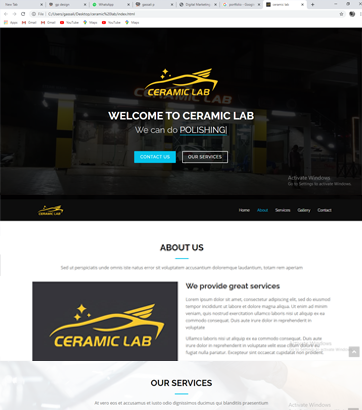 New Tab
gy design
WhatsApp
Digital Marketing
portfolio - Google
ceramic lab
File
C:/Users/
/Desktop/ceramic%20lab/index.html
Apps
Gmail
YouTube
Maps
Gmail
YouTube
Maps
CERAMIC LAB
WELCOME TO CERAMIC LAB
We can do POLISHING|
CONTACT US
OUR SERVICES
Activate Windows
Go to Settings to activate Windows.
CERAMIC LAB
Home
About
Services
Gallery
Contact
ABOUT US
Sed ut perspiciatis unde omnis iste natus error sit voluptatem accusantium doloremque laudantium, totam rem aperiam
CERAMIC LAB
We provide great services
Lorem ipsum dolor sit amet, consectetur adipiscing elit, sed do eiusmod
tempor incididunt ut labore et dolore magna aliqua. Ut enim ad minim
veniam, quis nostrud exercitation ullamco laboris nisi ut aliquip ex ea
commodo consequat. Duis aute irure dolor in reprehenderit in
voluptate
Ullamco laboris nisi ut aliquip ex ea
commodo consequat. Duis aute irure dolor in reprehenderit in voluptate velit esse cillum dolore eu
fugiat nulla pariatur. Excepteur sint occaecat cupidatat non proident.
Activate Windows
OUR SERVICES
At vero eos et accusamus et iusto odio dignissimos ducimus qui blanditiis praesentium
Activate Windows